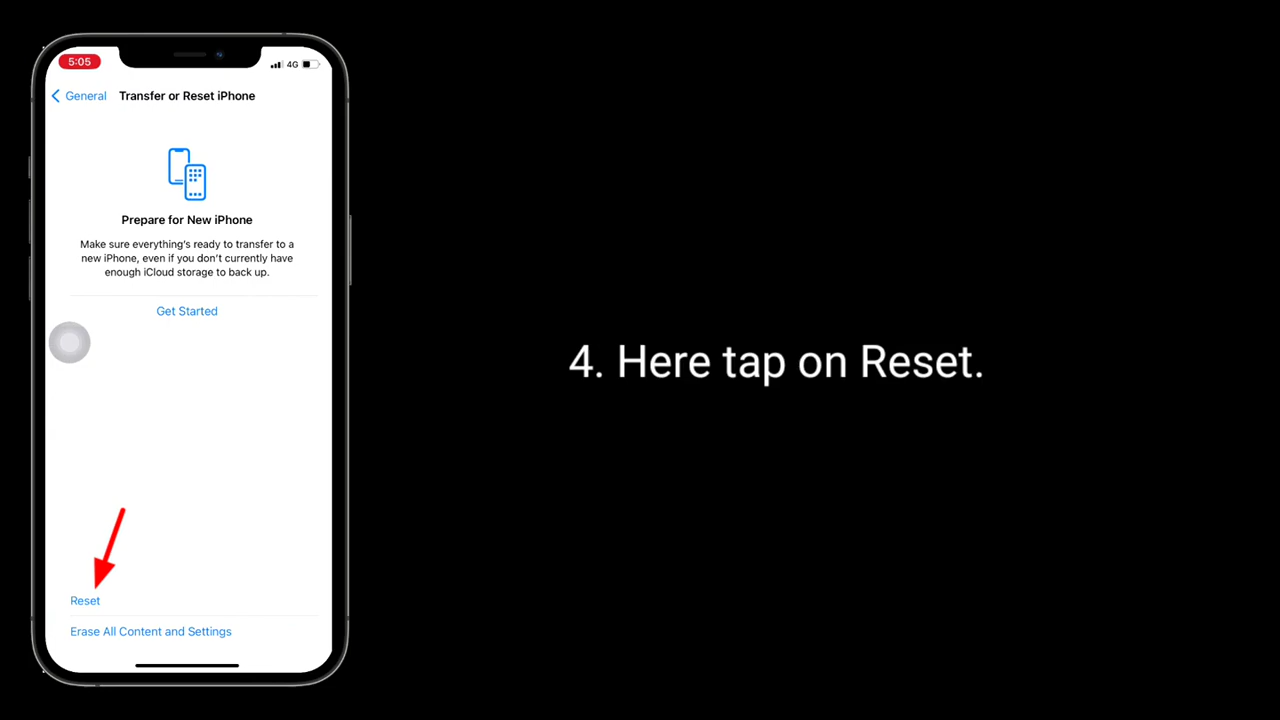 5:05
4G
General
Transfer or Reset iPhone
Prepare for New iPhone
Make sure everything's ready to transfer to a
new iPhone, even if you don't currently have
enough iCloud storage to back up.
Get Started
4. Here tap on Reset.
Reset
Erase All Content and Settings